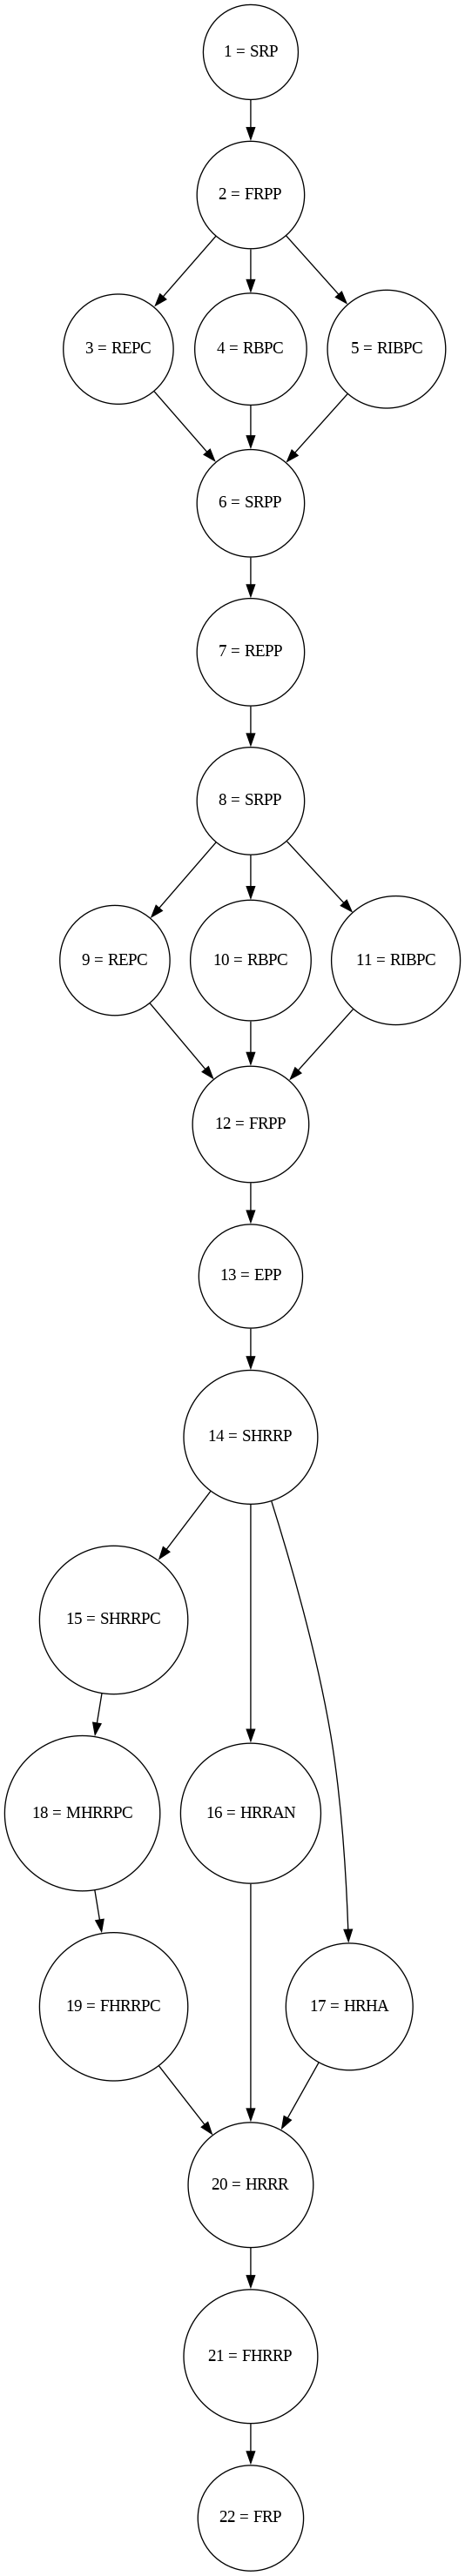 1 = SRP
2 = FRPP
3 = REPC
4 = RBPC
5 = RIBPC
6 = SRPP
7 = REPP
8 = SRPP
9 = REPC
10 = RBPC
11 = RIBPC
12 = FRPP
13 = EPP
14 = SHRRP
15 = SHRRPC
18 = MHRRPC
16 = HRRAN
19 = FHRRPC
17 = HRHA
20 = HRRR
21 = FHRRP
22 = FRP